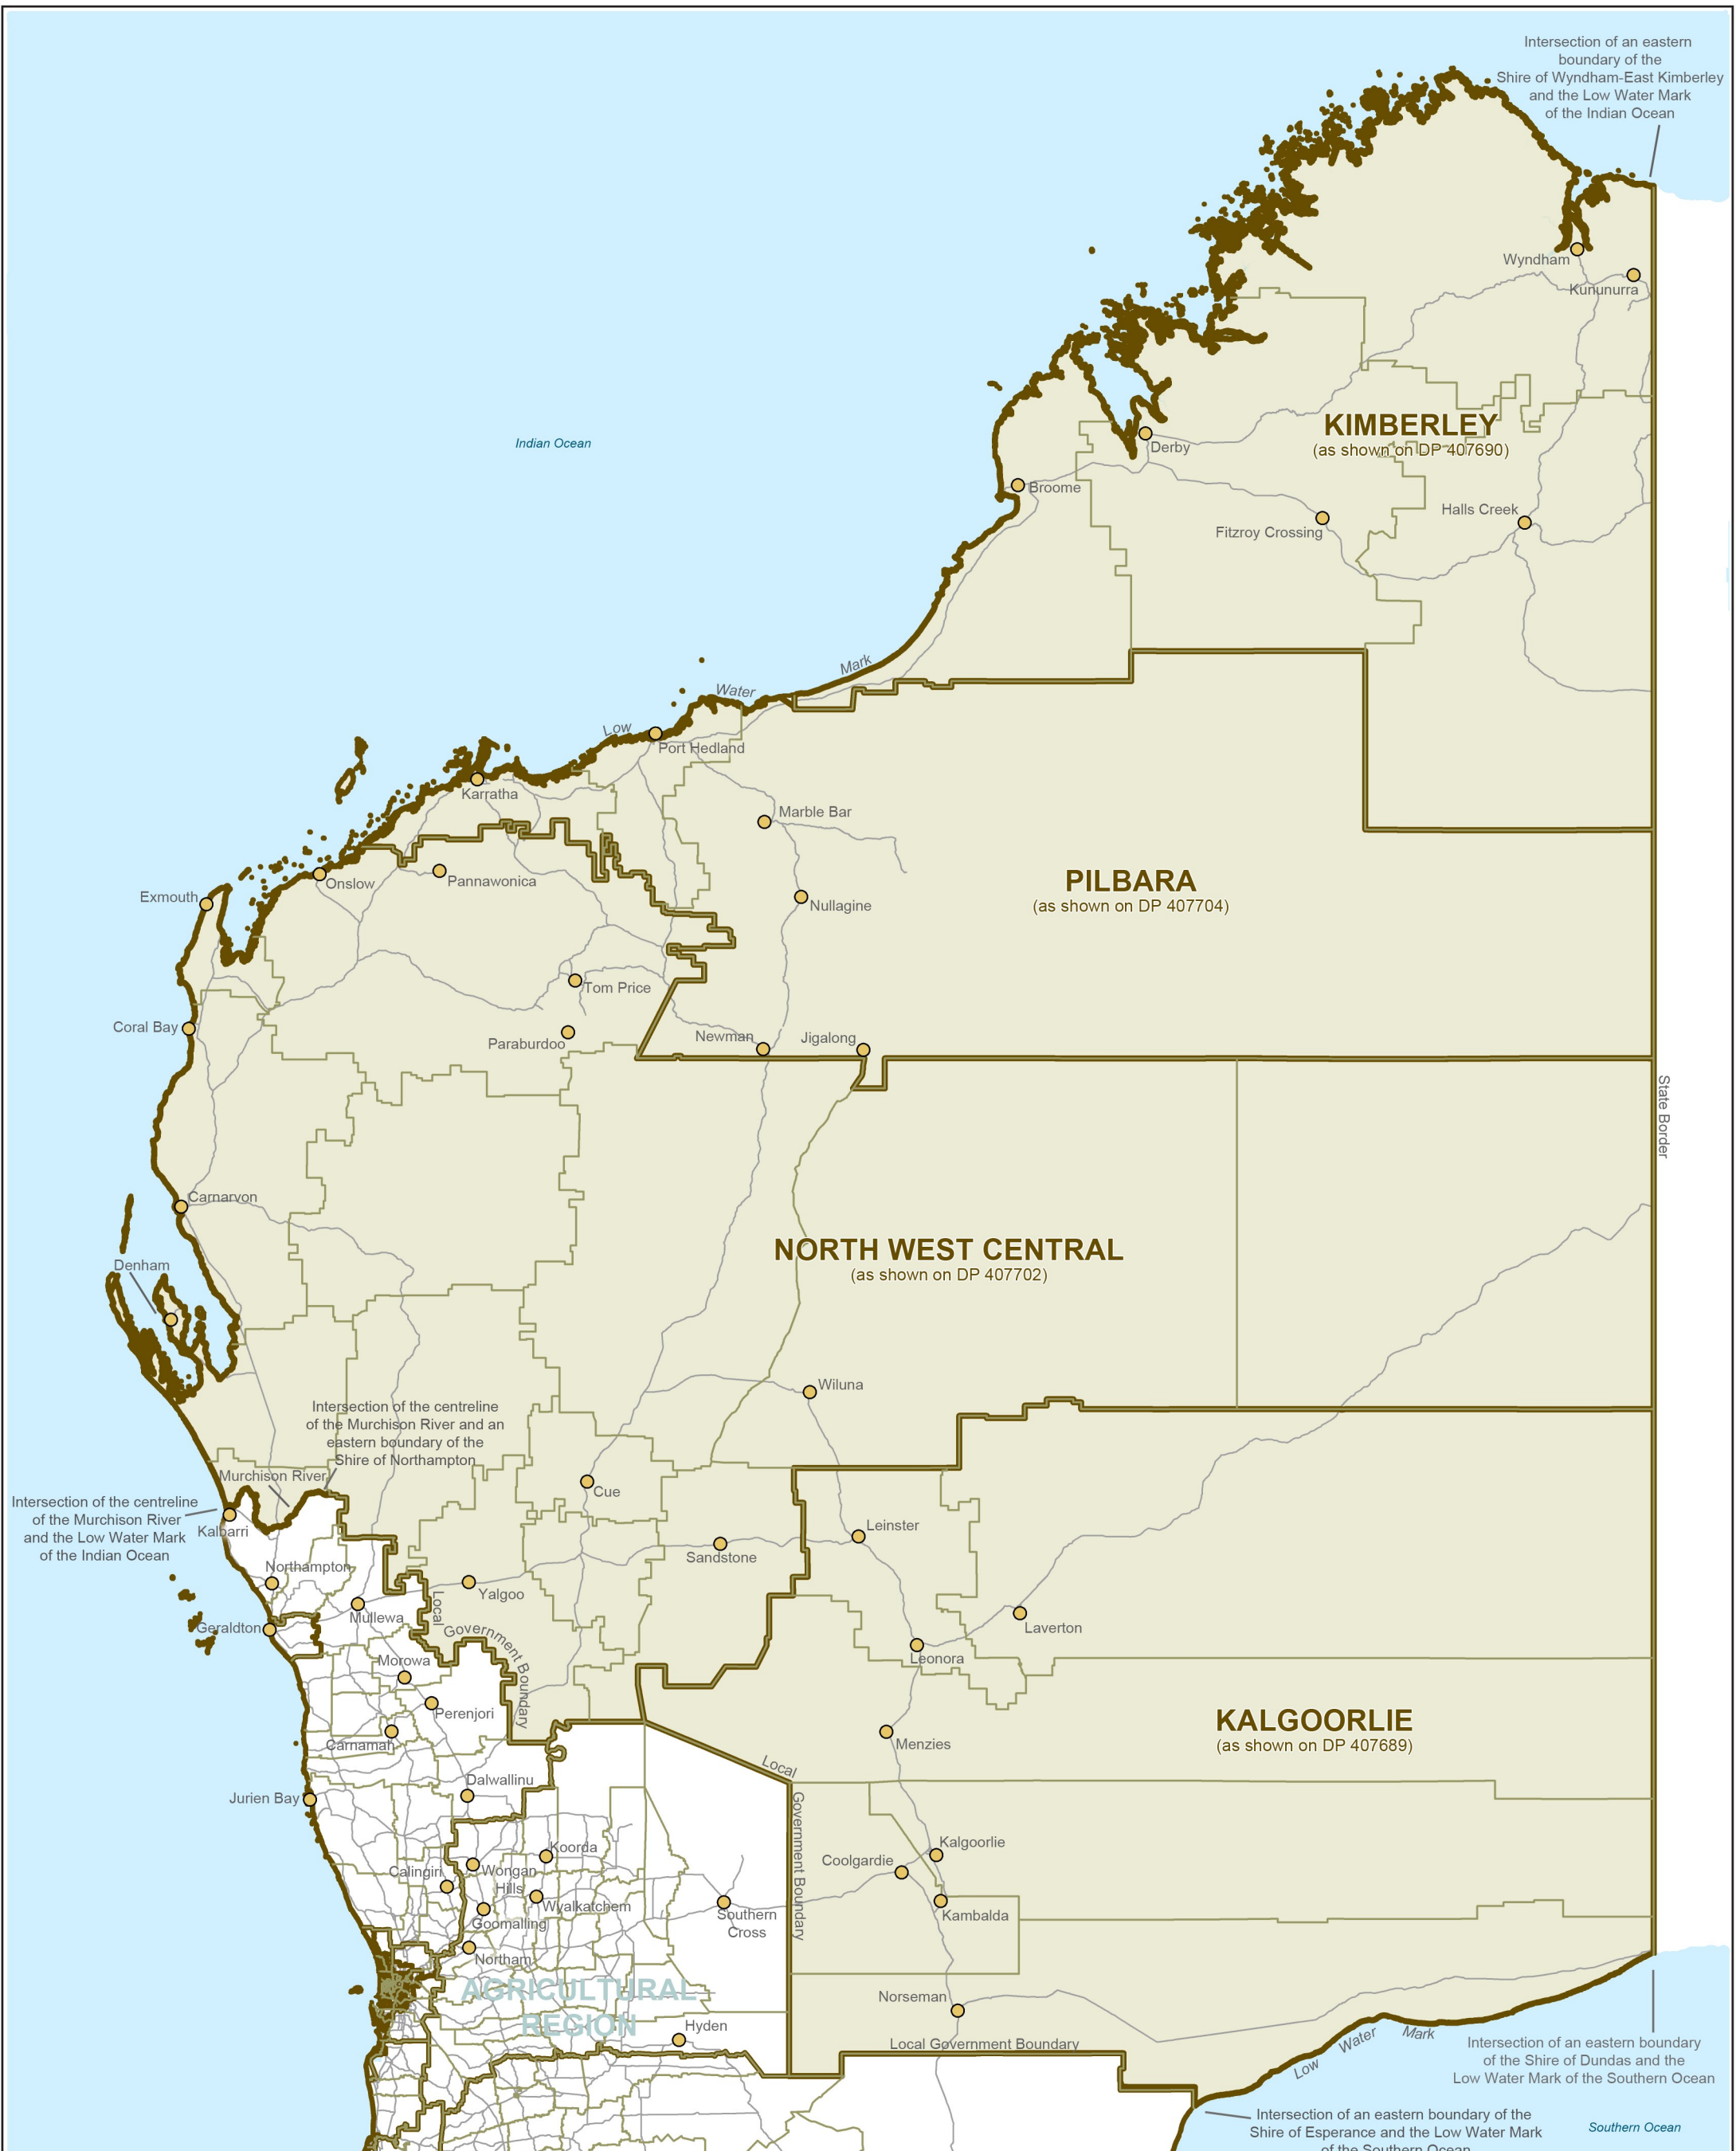 Intersection of an eastern
boundary of the
Shire of Wyndham-East Kimberley
and the Low Water Mark
of the Indian Ocean
Wyndham
Kununurra
Indian Ocean
KIMBERLEY
(as shown on DP 407690)
Derby
Broome
Halls Creek
Fitzroy Crossing
Low Water Mark
Port Hedland
Karratha
Marble Bar
Onslow
Pannawonica
PILBARA
(as shown on DP 407704)
Exmouth
Nullagine
Tom Price
Coral Bay
Paraburdoo
Newman
Jigalong
State Border
Carnarvon
NORTH WEST CENTRAL
(as shown on DP 407702)
Denham
Wiluna
Intersection of the centreline
of the Murchison River and an
eastern boundary of the
Shire of Northampton
Murchison River
Cue
Intersection of the centreline
of the Murchison River
and the Low Water Mark
of the Indian Ocean
Kalbarri
Leinster
Sandstone
Northampton
Yalgoo
Mullewa
Geraldton
Local Government Boundary
Laverton
Leonora
Morowa
Perenjori
Carnamah
KALGOORLIE
(as shown on DP 407689)
Menzies
Local
Government Boundary
Dalwallinu
Jurien Bay
Koorda
Kalgoorlie
Coolgardie
Calingiri
Wongan
Hills
Wyalkatchem
Goomalling
Southern
Cross
Kambalda
Northam
AGRICULTURAL
REGION
Norseman
Hyden
Local Government Boundary
Low Water Mark
Intersection of an eastern boundary
of the Shire of Dundas and the
Low Water Mark of the Southern Ocean
Intersection of an eastern boundary of the
Shire of Esperance and the Low Water Mark
of the Southern Ocean
Southern Ocean